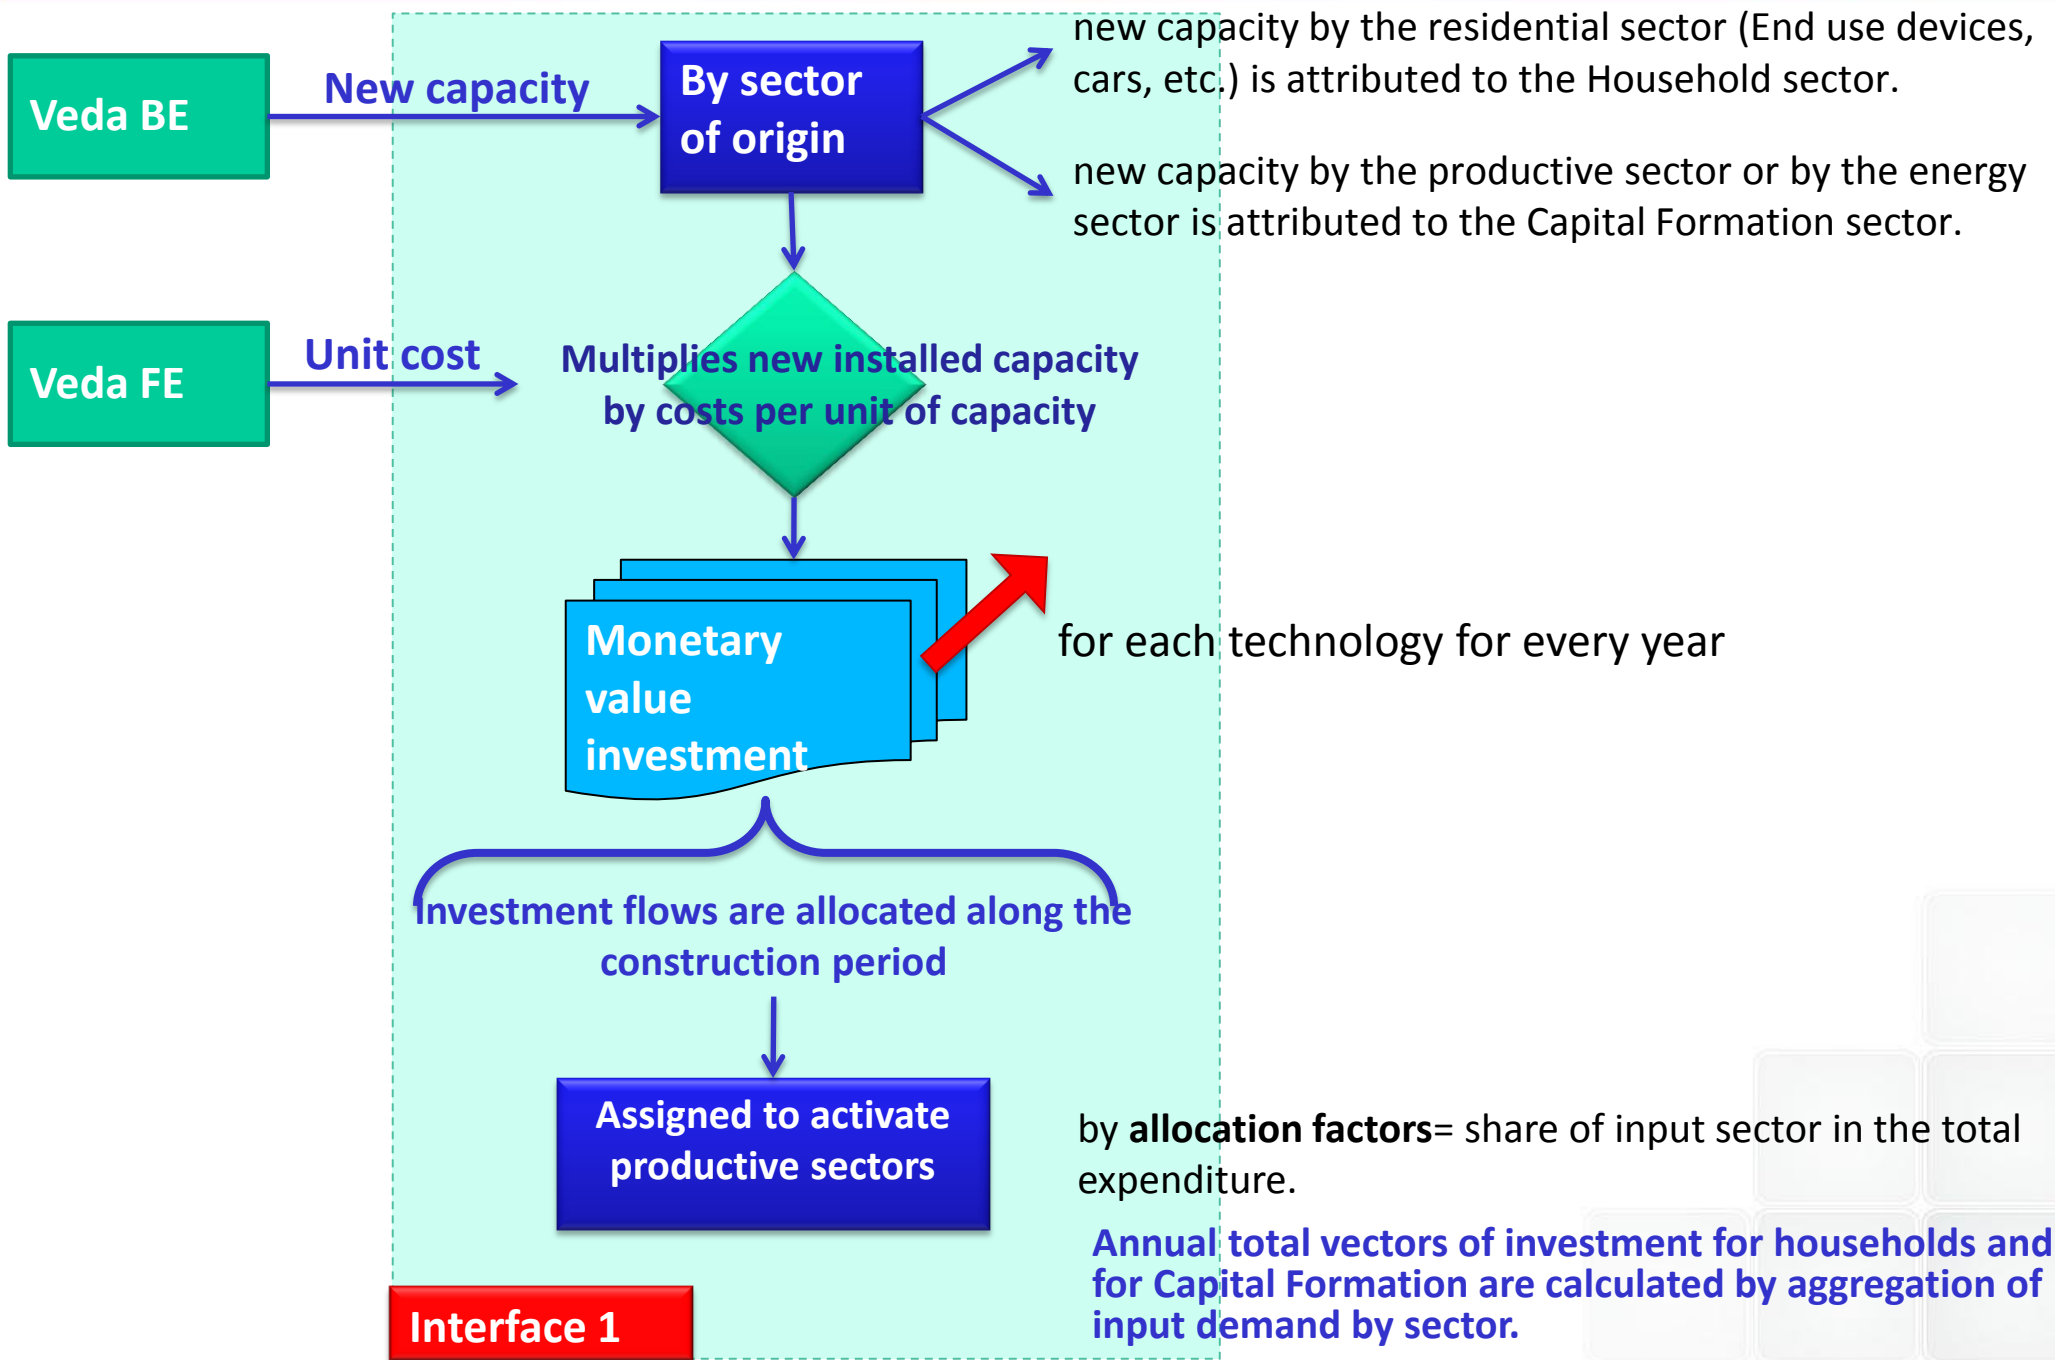 new capacity by the residential sector (End use devices,
cars, etc.) is attributed to the Household sector.
Veda BE
New capacity
By sector
of origin
new capacity by the productive sector or by the energy
sector is attributed to the Capital Formation sector.
Veda FE
Unit cost
Multiplies new installed capacity
by costs per unit of capacity
Monetary
value
investment
for each technology for every year
Investment flows are allocated along the
construction period
Assigned to activate
productive sectors
by allocation factors= share of input sector in the total
expenditure.
Annual total vectors of investment for households and
for Capital Formation are calculated by aggregation of
input demand by sector.
Interface 1